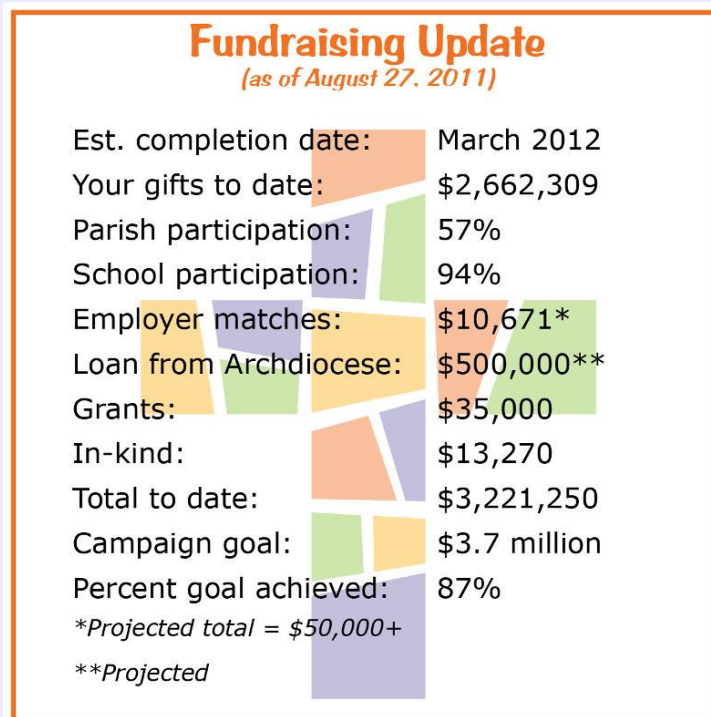 Fundraising Update
(as of August 27, 2011)
Est. completion date: March 2012
Your gifts to date: $2,662,309
Parish participation: 57%
School participation: 94%
Employer matches: $10,671*
Loan from Archdiocese: $500,000**
Grants: $35,000
In-kind: $13,270
Total to date: $3,221,250
Campaign goal: $3.7 million
Percent goal achieved: 87%
*Projected total = $50,000+
**Projected